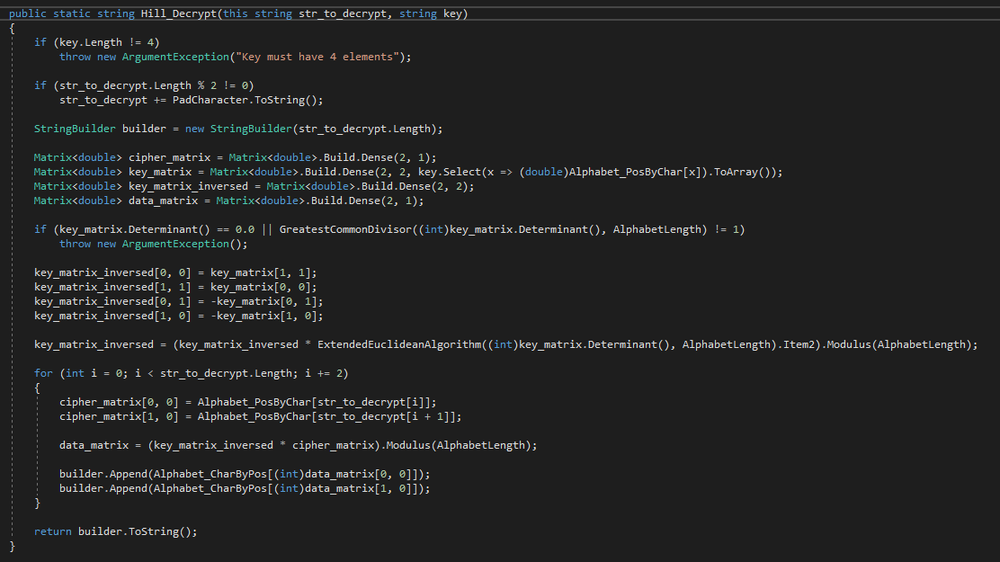 public static string Hill_Decrypt(this string str_to_decrypt, string key)
{
if (key.Length != 4)
throw new ArgumentException("Key must have 4 elements");
if (str_to_decrypt.Length % 2 != 0)
str_to_decrypt += PadCharacter.ToString();
StringBuilder builder = new StringBuilder(str_to_decrypt.Length);
Matrix<double> cipher_matrix = Matrix<double>.Build.Dense(2, 1);
Matrix<double> key_matrix = Matrix<double>.Build.Dense(2, 2, key.Select(x => (double)Alphabet_PosByChar[x]).ToArray());
Matrix<double> key_matrix_inversed = Matrix<double>.Build.Dense(2, 2);
Matrix<double> data_matrix = Matrix<double>.Build.Dense(2, 1);
if (key_matrix.Determinant() == 0.0 || GreatestCommonDivisor((int)key_matrix.Determinant(), AlphabetLength) != 1)
throw new ArgumentException();
key_matrix_inversed[0, 0] = key_matrix[1, 1];
key_matrix_inversed[1, 1] = key_matrix[0, 0];
key_matrix_inversed[0, 1] = -key_matrix[0, 1];
key_matrix_inversed[1, 0] = -key_matrix[1, 0];
key_matrix_inversed = (key_matrix_inversed * ExtendedEuclideanAlgorithm((int)key_matrix.Determinant(), AlphabetLength).Item2).Modulus(AlphabetLength);
for (int i = 0; i < str_to_decrypt.Length; i += 2)
{
cipher_matrix[0, 0] = Alphabet_PosByChar[str_to_decrypt[i]];
cipher_matrix[1, 0] = Alphabet_PosByChar[str_to_decrypt[i + 1]];
data_matrix = (key_matrix_inversed * cipher_matrix).Modulus(AlphabetLength);
builder.Append(Alphabet_CharByPos[(int)data_matrix[0, 0]]);
builder.Append(Alphabet_CharByPos[(int)data_matrix[1, 0]]);
}
return builder.ToString();
}